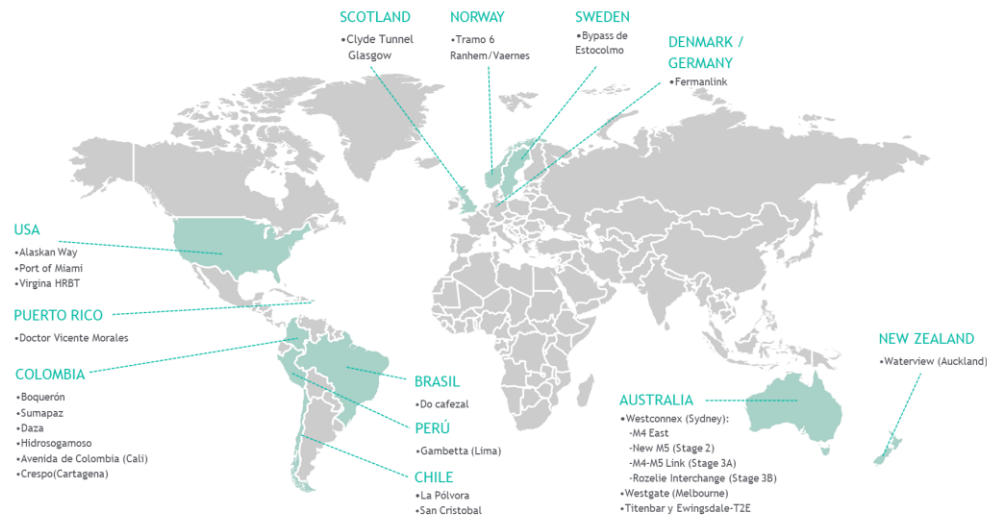 SCOTLAND
•Clyde Tunnel
Glasgow
NORWAY
•Tramo 6
Ranhem/Vaernes
SWEDEN
•Bypass de
Estocolmo
DENMARK /
GERMANY
•Fermanlink
USA
•Alaskan Way
•Port of Miami
•Virgina HRBT
PUERTO RICO
•Doctor Vicente Morales
COLOMBIA
•Boquerón
•Sumapaz
•Daza
•Hidrosogamoso
•Avenida de Colombia (Cali)
•Crespo(Cartagena)
BRASIL
•Do cafezal
PERÚ
•Gambetta (Lima)
CHILE
•La Pólvora
•San Cristobal
AUSTRALIA
•Westconnex (Sydney):
-M4 East
-New M5 (Stage 2)
-M4-M5 Link (Stage 3A)
-Rozelie Interchange (Stage 3B)
•Westgate (Melbourne)
•Titenbar y Ewingsdale-T2E
NEW ZEALAND
•Waterview (Auckland)